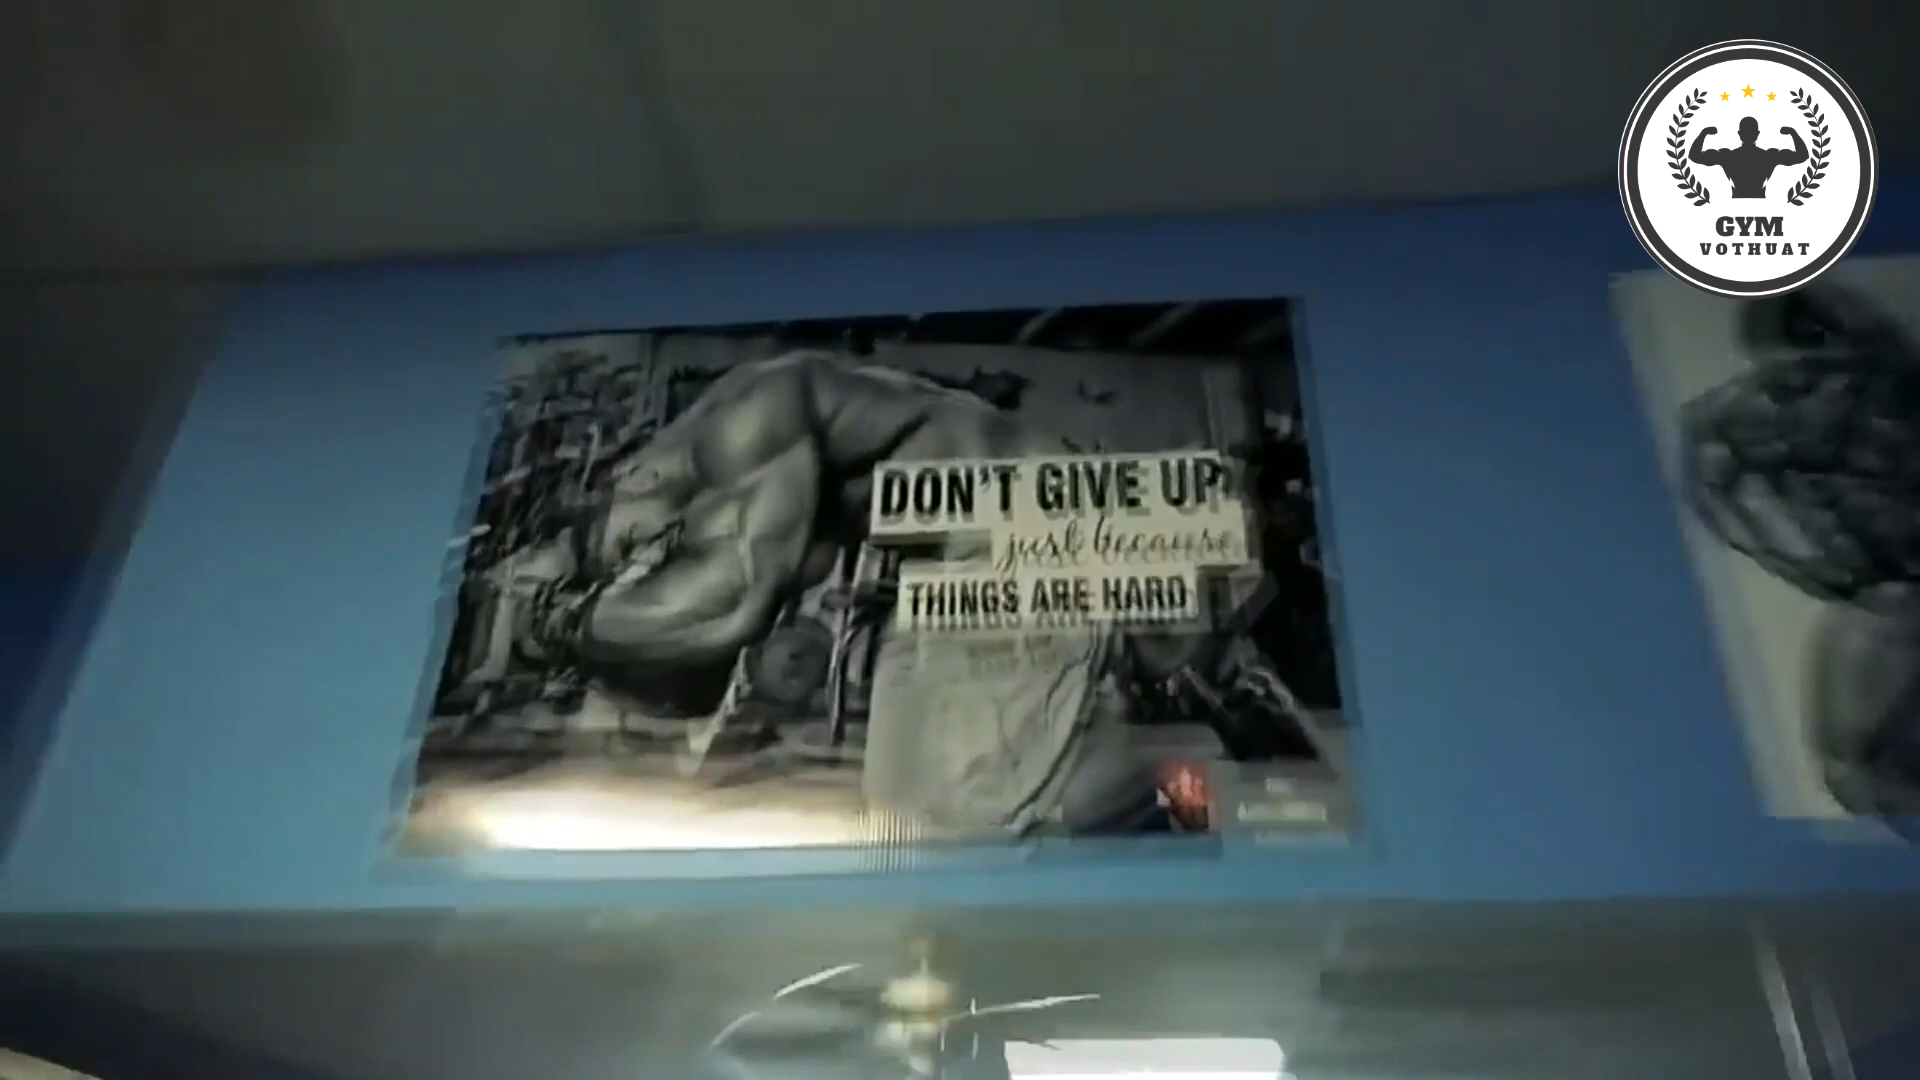 GYM
VOTHUAT
DON'T GIVE UP
just because
THINGS ARE HARD